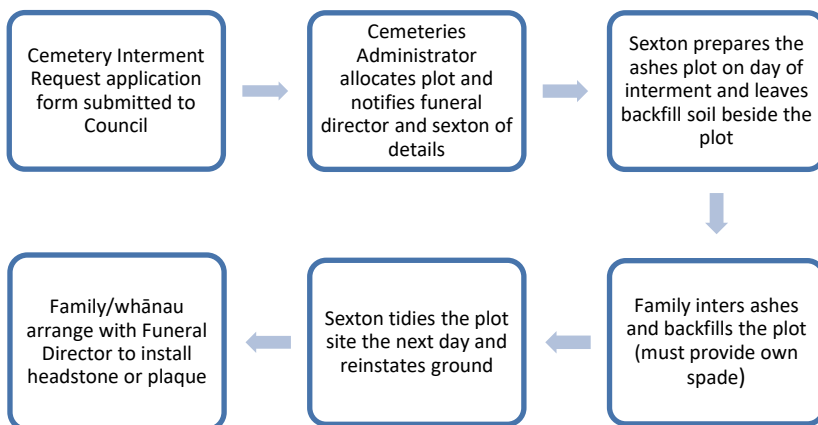 Cemetery Interment
Request application
form submitted to
Council
Cemeteries
Administrator
allocates plot and
notifies funeral
director and sexton of
details
Sexton prepares the
ashes plot on day of
interment and leaves
backfill soil beside the
plot
Family inters ashes
and backfills the plot
(must provide own
spade)
Sexton tidies the plot
site the next day and
reinstates ground
Family/whānau
arrange with Funeral
Director to install
headstone or plaque